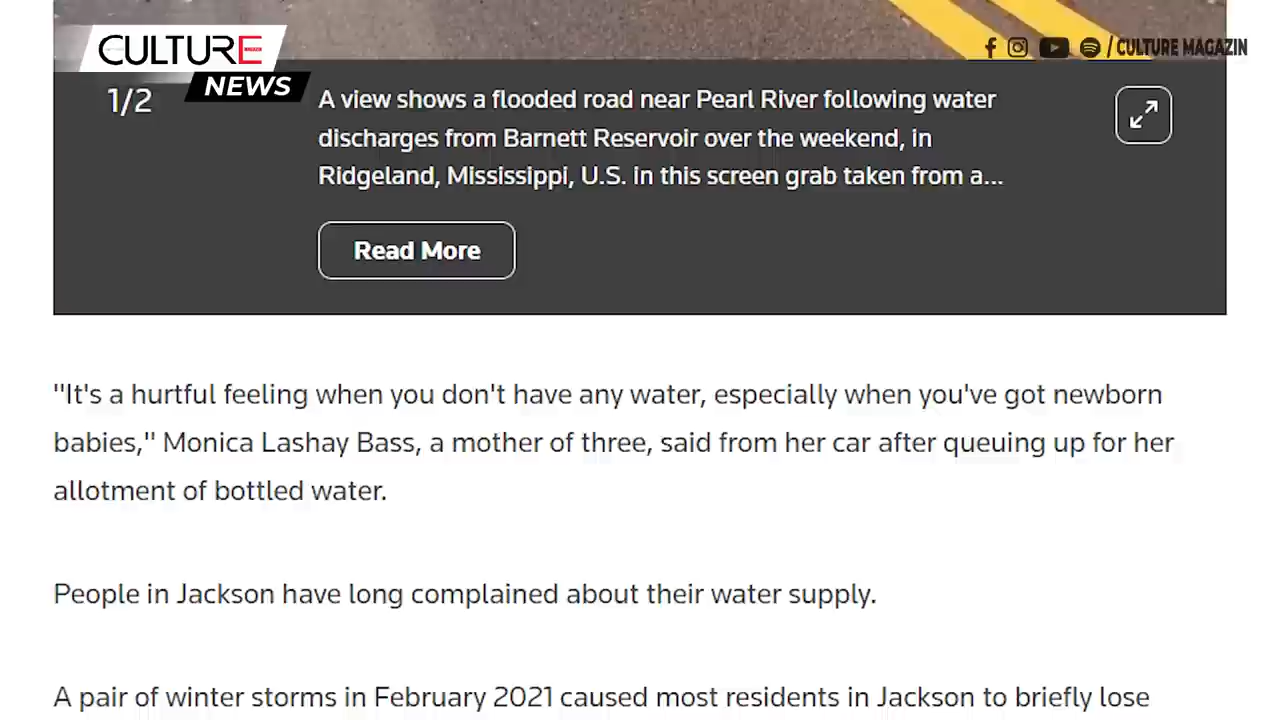 CULTURE
NEWS
/ CULTURE MAGAZIN
1/2
A view shows a flooded road near Pearl River following water
discharges from Barnett Reservoir over the weekend, in
Ridgeland, Mississippi, U.S. in this screen grab taken from a...
Read More
"It's a hurtful feeling when you don't have any water, especially when you've got newborn
babies," Monica Lashay Bass, a mother of three, said from her car after queuing up for her
allotment of bottled water.
People in Jackson have long complained about their water supply.
A pair of winter storms in February 2021 caused most residents in Jackson to briefly lose